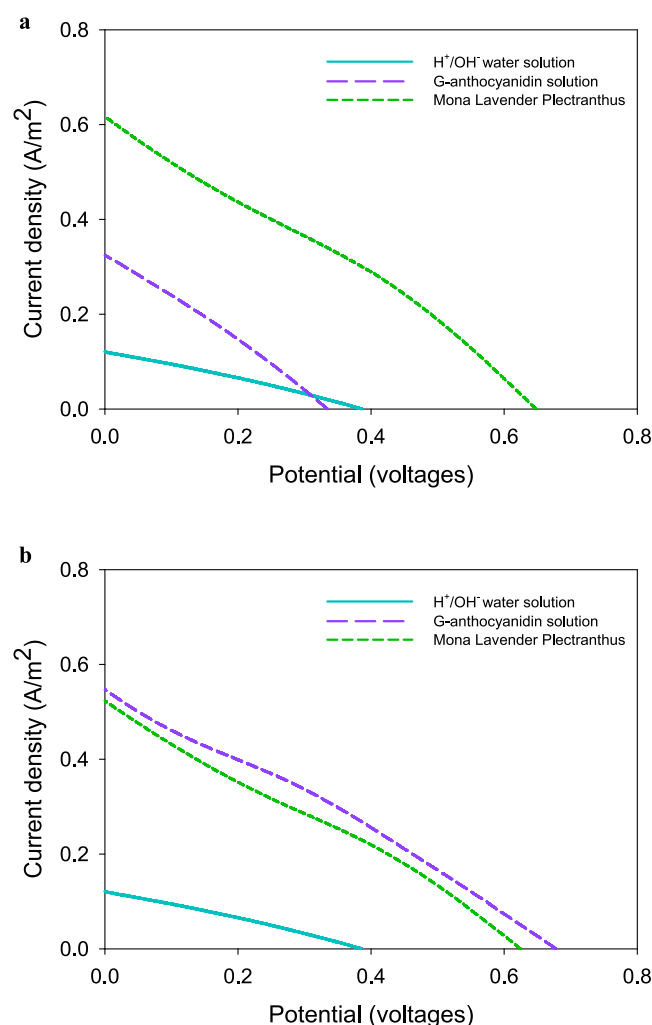 a
0.8
H⁺/OH⁻ water solution
G-anthocyanidin solution
Mona Lavender Plectranthus
0.6
Current density (A/m²)
0.4
0.2
0.0
0.0 0.2 0.4 0.6 0.8
Potential (voltages)
b
0.8
H⁺/OH⁻ water solution
G-anthocyanidin solution
Mona Lavender Plectranthus
0.6
Current density (A/m²)
0.4
0.2
0.0
0.0 0.2 0.4 0.6 0.8
Potential (voltages)